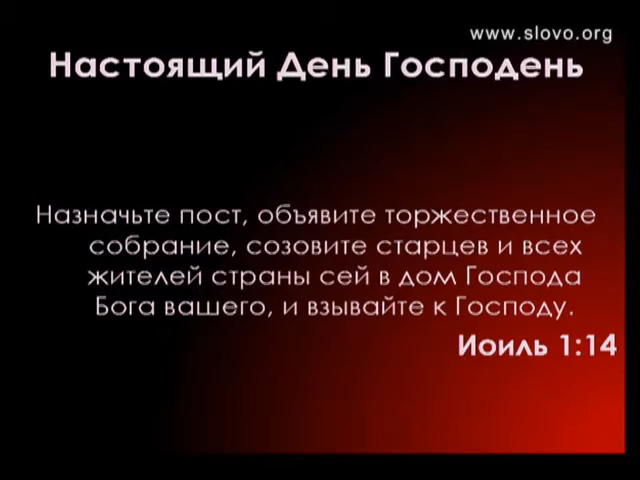 www.slovo.org
Настоящий День Господень
Назначьте пост, объявите торжественное
собрание, созовите старцев и всех
жителей страны сей в дом Господа
Бога вашего, и взывайте к Господу.
Иоиль 1:14